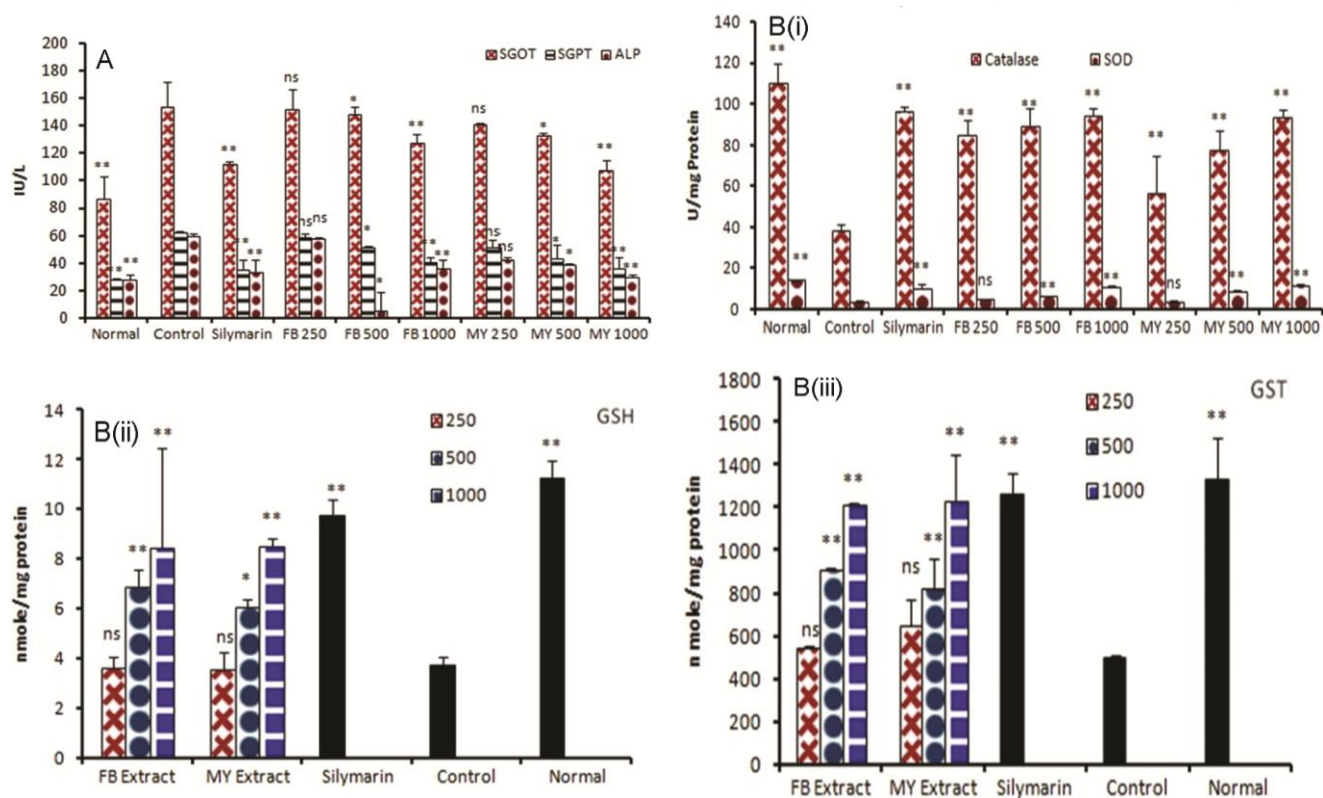 A
SGOT SGPT ALP
IU/L
200
180
160
140
120
100
80
60
40
20
0
** ** **
** ** **
ns ns ns
* * *
** ** **
ns ns ns
* * *
** ** **
Normal Control Silymarin FB 250 FB 500 FB 1000 MY 250 MY 500 MY 1000
B(i)
Catalase SOD
U/mg Protein
140
120
100
80
60
40
20
0
** **
** **
** ns
** **
** **
** ns
** **
** **
Normal Control Silymarin FB 250 FB 500 FB 1000 MY 250 MY 500 MY 1000
B(ii)
GSH
250
500
1000
nmoke/mg protein
14
12
10
8
6
4
2
0
ns ** **
ns * **
**
**
FB Extract MY Extract Silymarin Control Normal
B(iii)
GST
250
500
1000
n moke/mg protein
1800
1600
1400
1200
1000
800
600
400
200
0
ns ** **
ns ** **
**
**
FB Extract MY Extract Silymarin Control Normal